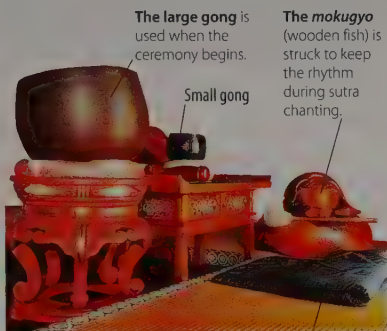 The large gong is
used when the
ceremony begins.
Small gong
The mokugyo
(wooden fish) is
struck to keep
the rhythm
during sutra
chanting.